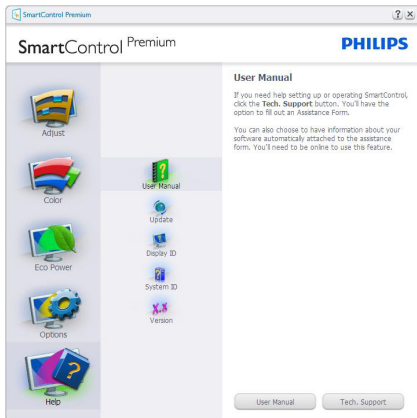 SmartControl Premium
? X
SmartControl Premium
PHILIPS
Adjust
Color
Eco Power
Options
Help
User Manual
Update
Display ID
System ID
X.X
Version
User Manual
If you need help setting up or operating SmartControl,
click the Tech. Support button. You'll have the
option to fill out an Assistance Form.
You can also choose to have information about your
software automatically attached to the assistance
form. You'll need to be online to use this feature.
User Manual
Tech. Support